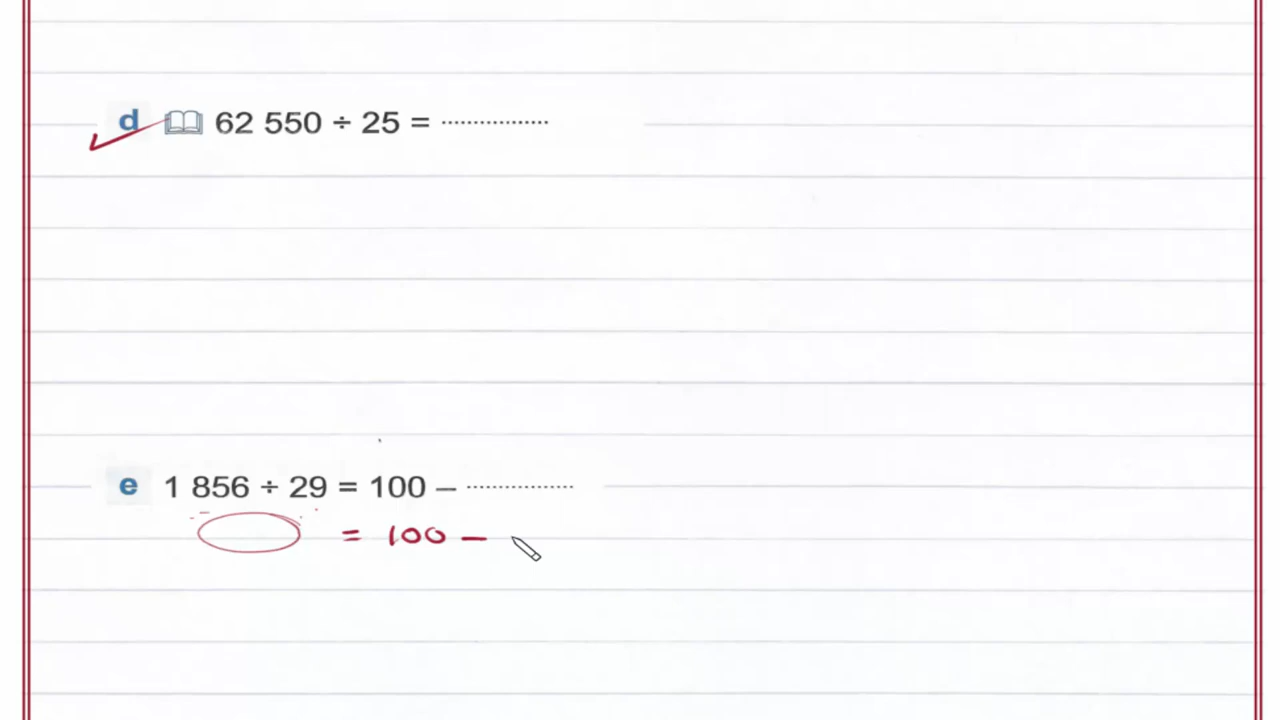 d 62 550 ÷ 25 = ................
e 1 856 ÷ 29 = 100 – ................
= 100 –